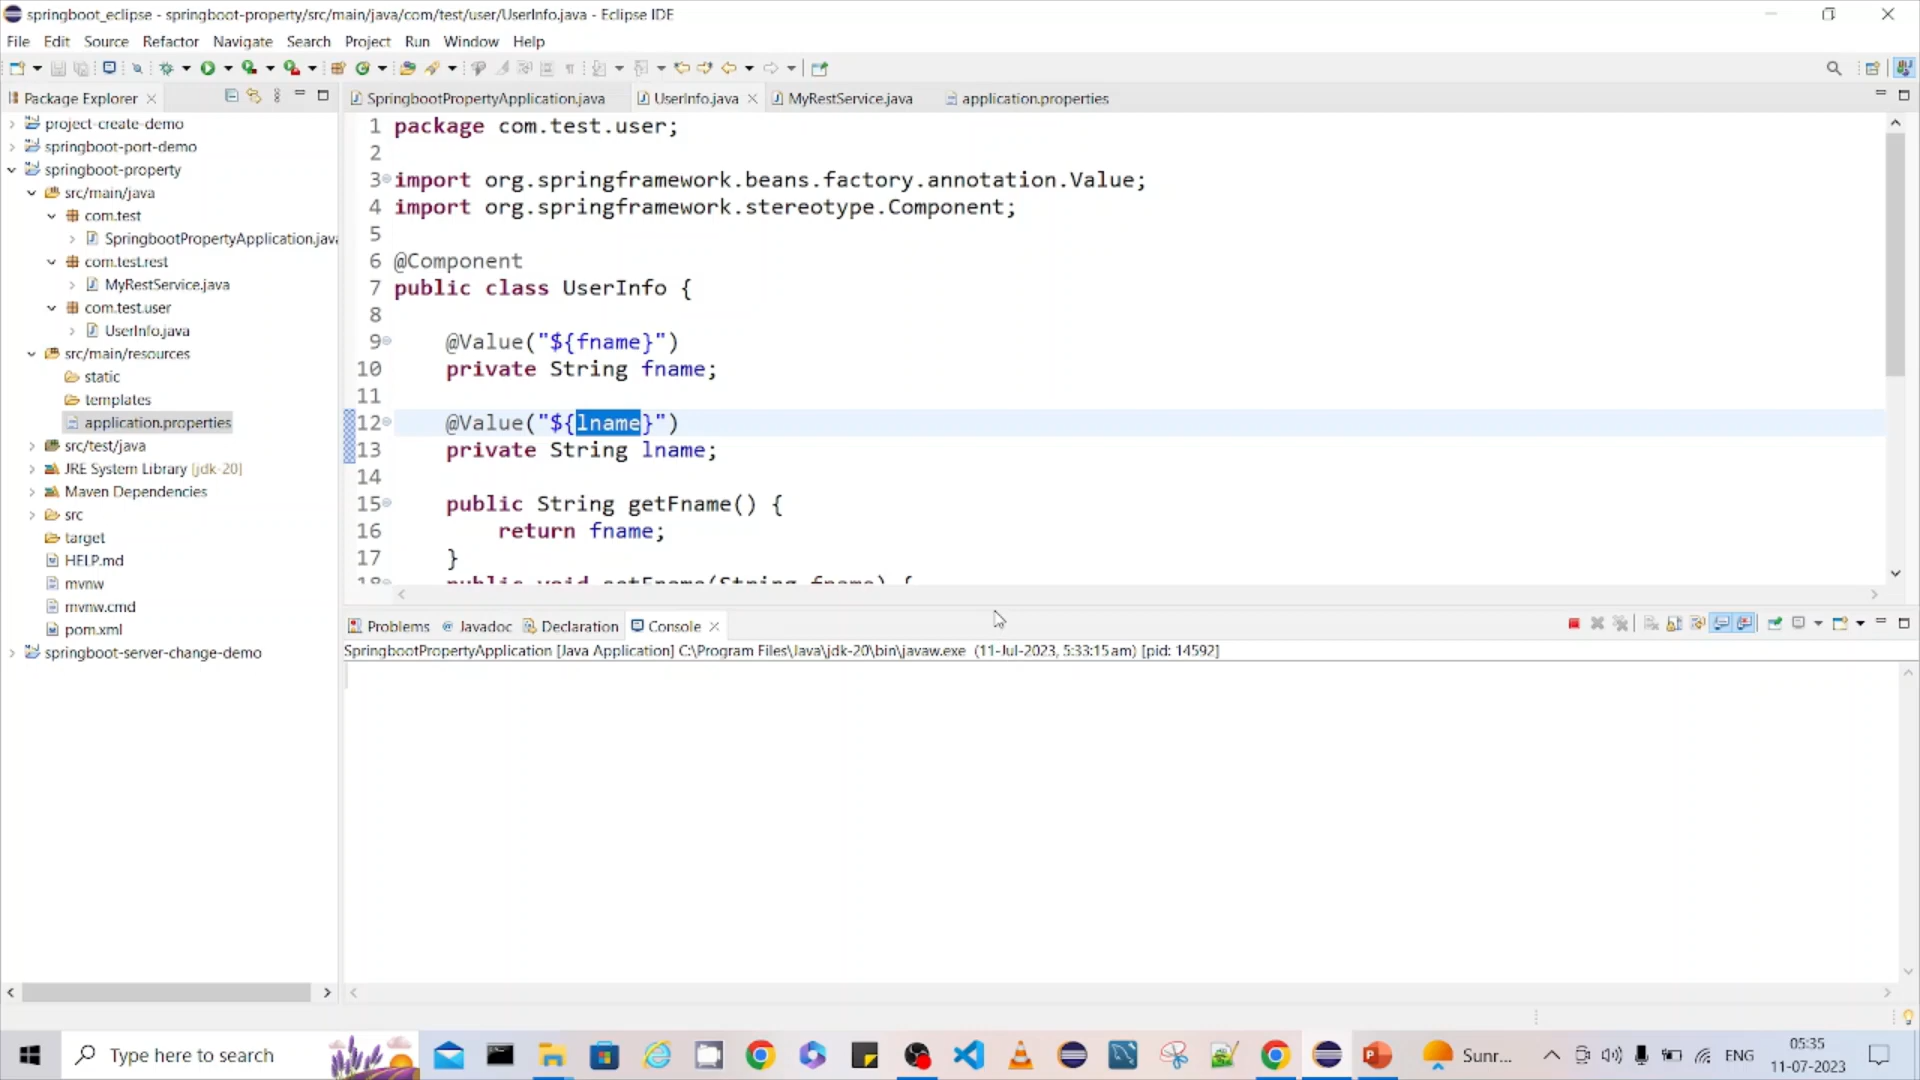 springboot_eclipse - springboot-property/src/main/java/com/test/user/UserInfo.java - Eclipse IDE
File Edit Source Refactor Navigate Search Project Run Window Help
Package Explorer
SpringbootPropertyApplication.java
UserInfo.java
MyRestService.java
application.properties
project-create-demo
springboot-port-demo
springboot-property
src/main/java
com.test
SpringbootPropertyApplication.java
com.test.rest
MyRestService.java
com.test.user
UserInfo.java
src/main/resources
static
templates
application.properties
src/test/java
JRE System Library [jdk-20]
Maven Dependencies
src
target
HELP.md
mvnw
mvnw.cmd
pom.xml
springboot-server-change-demo
1 package com.test.user;
2
3 import org.springframework.beans.factory.annotation.Value;
4 import org.springframework.stereotype.Component;
5
6 @Component
7 public class UserInfo {
8
9 @Value("${fname}")
10 private String fname;
11
12 @Value("${lname}")
13 private String lname;
14
15 public String getFname() {
16 return fname;
17 }
18 public void setFname(String fname) {
Problems Javadoc Declaration Console
SpringbootPropertyApplication [Java Application] C:\Program Files\Java\jdk-20\bin\javaw.exe (11-Jul-2023, 5:33:15 am) [pid: 14592]
Type here to search
Sunr...
ENG
05:35
11-07-2023